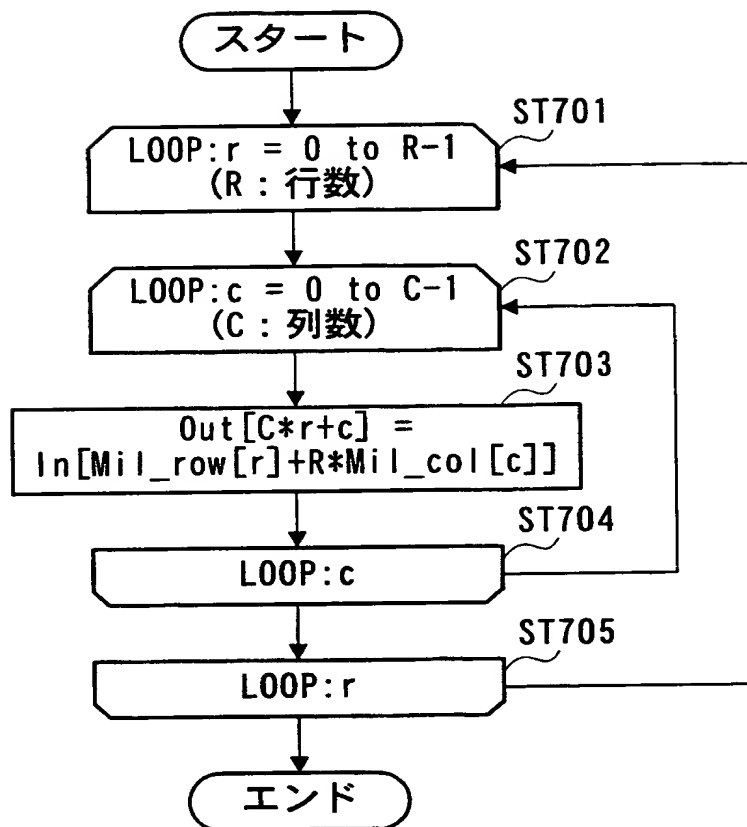 スタート
ST701
LOOP:r = 0 to R-1
(R：行数)
ST702
LOOP:c = 0 to C-1
(C：列数)
ST703
Out[C*r+c] =
In[Mil_row[r]+R*Mil_col[c]]
ST704
LOOP:c
ST705
LOOP:r
エンド